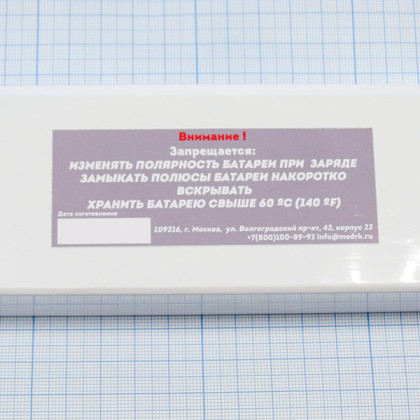 Внимание !
Запрещается:
ИЗМЕНЯТЬ ПОЛЯРНОСТЬ БАТАРЕИ ПРИ ЗАРЯДЕ
ЗАМЫКАТЬ ПОЛЮСЫ БАТАРЕИ НАКОРОТКО
ВСКРЫВАТЬ
ХРАНИТЬ БАТАРЕЮ СВЫШЕ 60 ºC (140 ºF)
Дата изготовления
109316, г. Москва, ул. Волгоградский пр-кт, 42, корпус 23
+7(800)100-89-92 info@medrk.ru